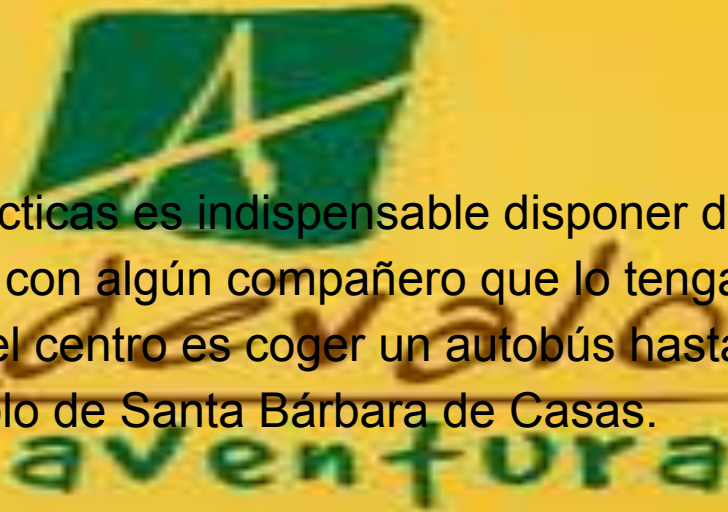 cticas es indispensable disponer d
con algún compañero que lo tenga
el centro es coger un autobús hasta
lo de Santa Bárbara de Casas.
devalo
aventura